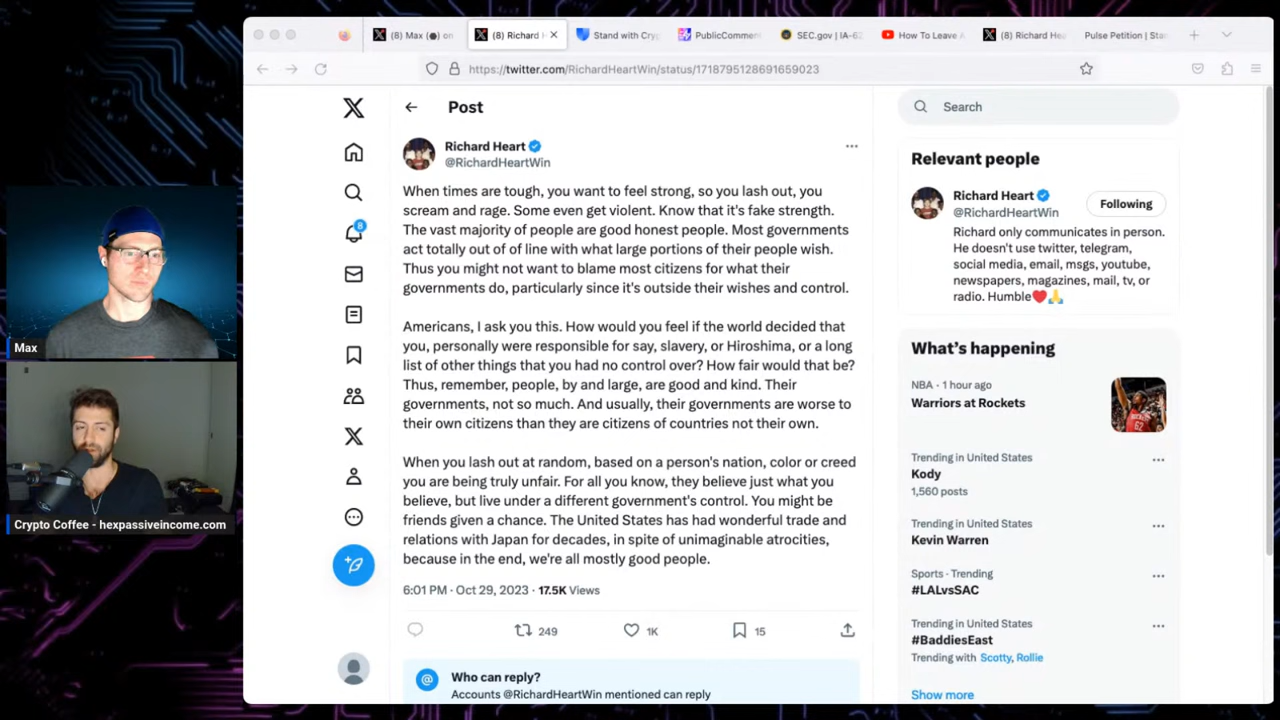 (8) Max (●) on
(8) Richard H
Stand with Cryp
PublicComment
SEC.gov | IA-62
How To Leave A
(8) Richard Hea
Pulse Petition | Stan
https://twitter.com/RichardHeartWin/status/1718795128691659023
Post
Richard Heart
@RichardHeartWin
When times are tough, you want to feel strong, so you lash out, you
scream and rage. Some even get violent. Know that it's fake strength.
The vast majority of people are good honest people. Most governments
act totally out of of line with what large portions of their people wish.
Thus you might not want to blame most citizens for what their
governments do, particularly since it's outside their wishes and control.
Americans, I ask you this. How would you feel if the world decided that
you, personally were responsible for say, slavery, or Hiroshima, or a long
list of other things that you had no control over? How fair would that be?
Thus, remember, people, by and large, are good and kind. Their
governments, not so much. And usually, their governments are worse to
their own citizens than they are citizens of countries not their own.
When you lash out at random, based on a person's nation, color or creed
you are being truly unfair. For all you know, they believe just what you
believe, but live under a different government's control. You might be
friends given a chance. The United States has had wonderful trade and
relations with Japan for decades, in spite of unimaginable atrocities,
because in the end, we're all mostly good people.
6:01 PM · Oct 29, 2023 · 17.5K Views
249
1K
15
Who can reply?
Accounts @RichardHeartWin mentioned can reply
Search
Relevant people
Richard Heart
@RichardHeartWin
Following
Richard only communicates in person.
He doesn't use twitter, telegram,
social media, email, msgs, youtube,
newspapers, magazines, mail, tv, or
radio. Humble❤️🙏
What's happening
NBA · 1 hour ago
Warriors at Rockets
Trending in United States
Kody
1,560 posts
Trending in United States
Kevin Warren
Sports · Trending
#LALvsSAC
Trending in United States
#BaddiesEast
Trending with Scotty, Rollie
Show more
8
Max
Crypto Coffee - hexpassiveincome.com